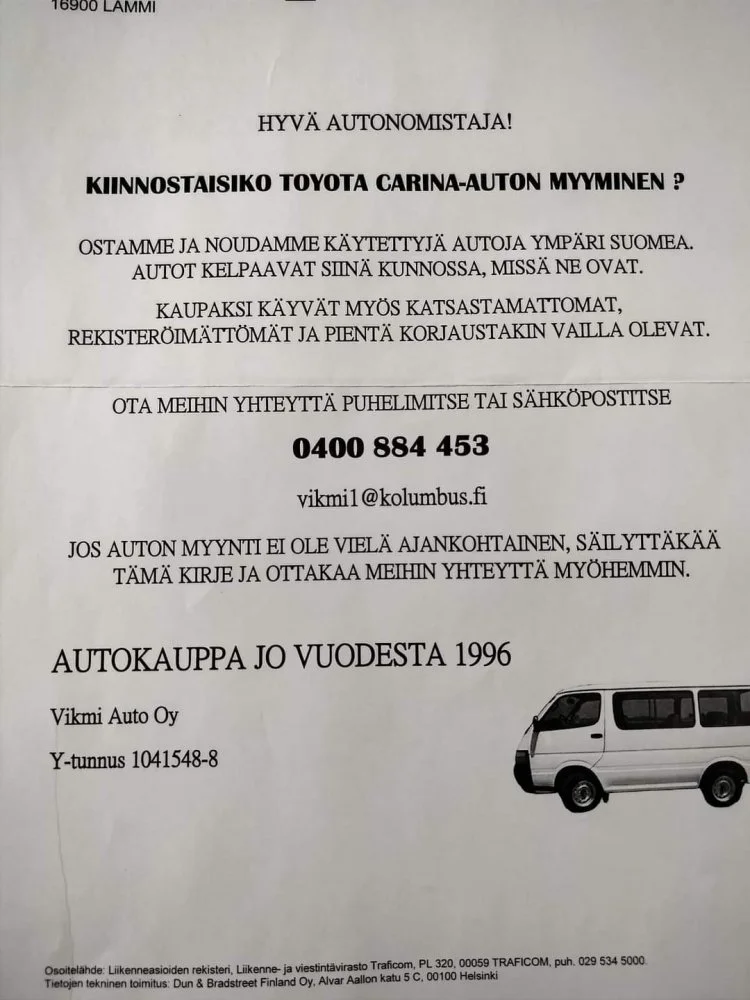 16900 LAMMI
HYVÄ AUTONOMISTAJA!
KIINNOSTAISIKO TOYOTA CARINA-AUTON MYYMINEN ?
OSTAMME JA NOUDAMME KÄYTETTYJÄ AUTOJA YMPÄRI SUOMEA.
AUTOT KELPAAVAT SIINÄ KUNNOSSA, MISSÄ NE OVAT.
KAUPAKSI KÄYVÄT MYÖS KATSASTAMATTOMAT,
REKISTERÖIMÄTTÖMÄT JA PIENTÄ KORJAUSTAKIN VAILLA OLEVAT.
OTA MEIHIN YHTEYTTÄ PUHELIMITSE TAI SÄHKÖPOSTITSE
0400 884 453
vikmi1@kolumbus.fi
JOS AUTON MYYNTI EI OLE VIELÄ AJANKOHTAINEN, SÄILYTTÄKÄÄ
TÄMÄ KIRJE JA OTTAKAA MEIHIN YHTEYTTÄ MYÖHEMMIN.
AUTOKAUPPA JO VUODESTA 1996
Vikmi Auto Oy
Y-tunnus 1041548-8
Osoitelähde: Liikenneasioiden rekisteri, Liikenne- ja viestintävirasto Traficom, PL 320, 00059 TRAFICOM, puh. 029 534 5000.
Tietojen tekninen toimitus: Dun & Bradstreet Finland Oy, Alvar Aallon katu 5 C, 00100 Helsinki